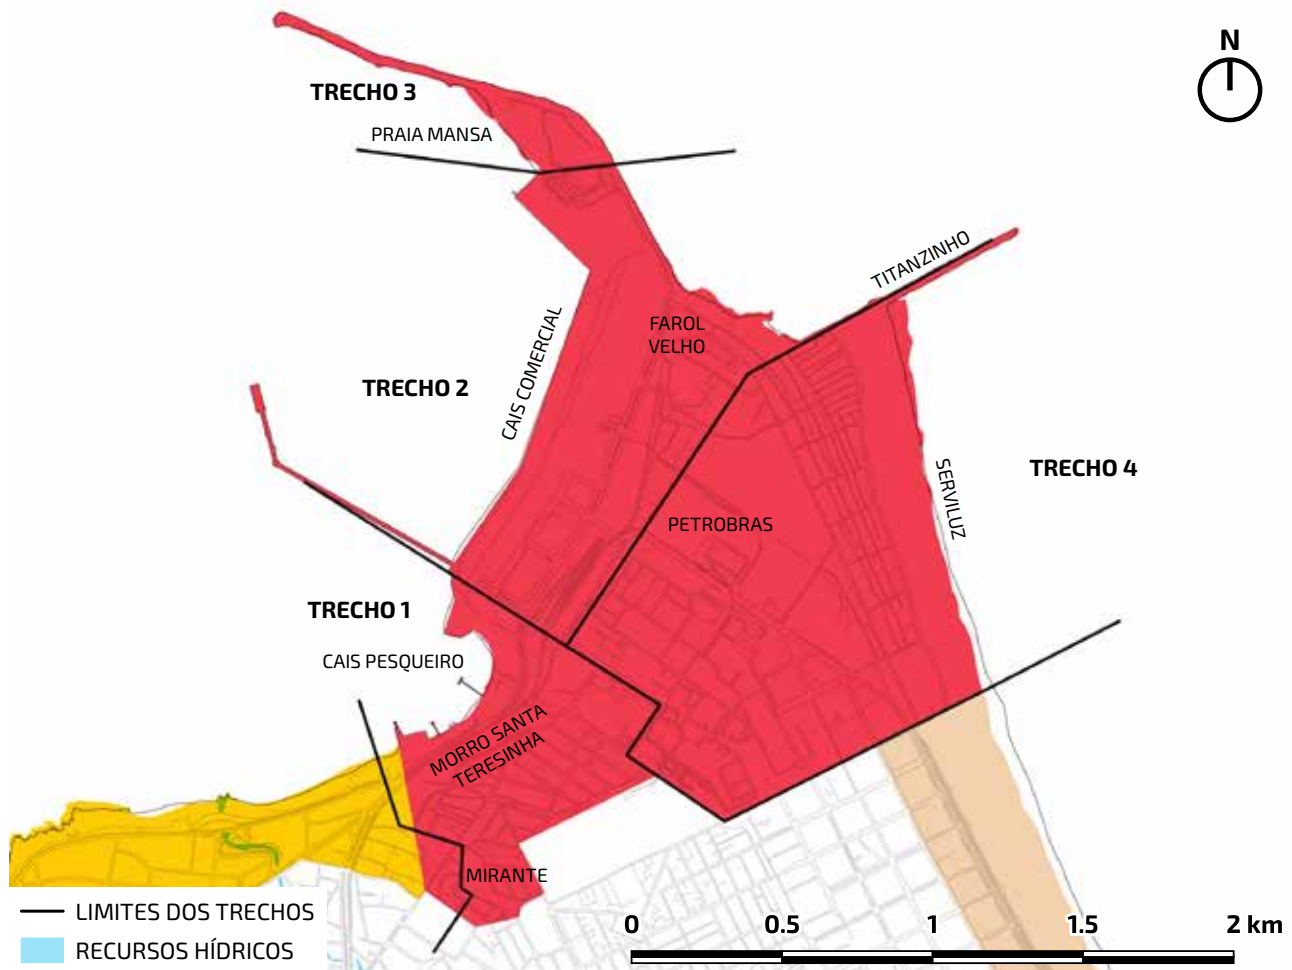 N
TRECHO 3
PRAIA MANSA
TITANZINHO
FAROL
VELHO
CAIS COMERCIAL
TRECHO 2
TRECHO 4
SERVILUZ
PETROBRAS
TRECHO 1
CAIS PESQUEIRO
MORRO SANTA
TERESINHA
MIRANTE
LIMITES DOS TRECHOS
RECURSOS HÍDRICOS
0 0.5 1 1.5 2 km